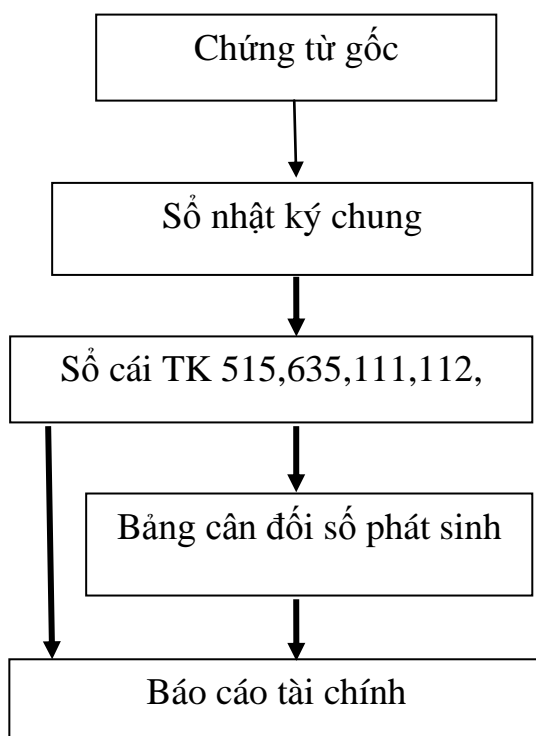 Chứng từ gốc
Sổ nhật ký chung
Sổ cái TK 515,635,111,112,
Bảng cân đối số phát sinh
Báo cáo tài chính